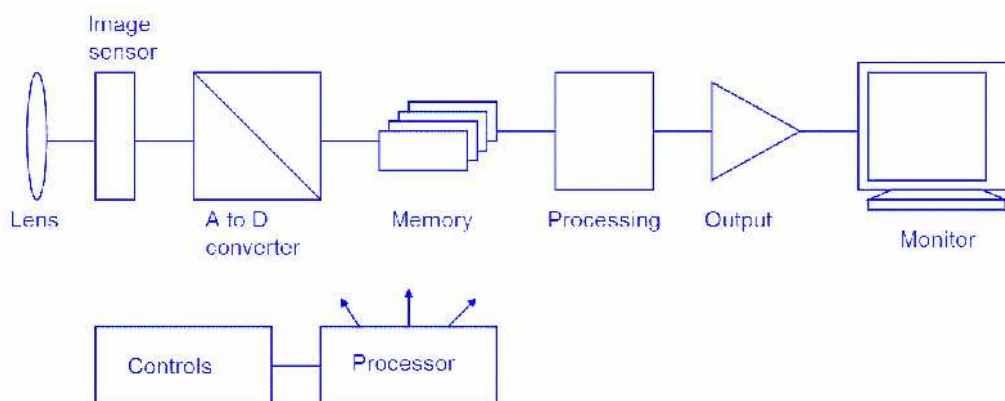 Image
sensor
Lens
A to D
converter
Memory
Processing
Output
Monitor
Controls
Processor